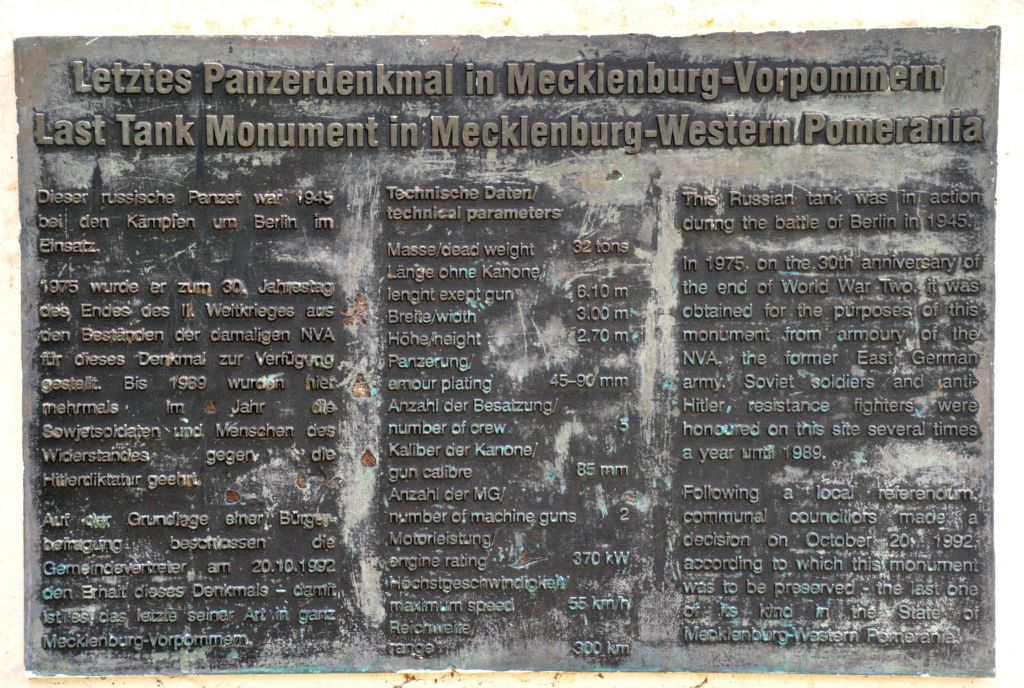 Letztes Panzerdenkmal in Mecklenburg-Vorpommern
Last Tank Monument in Mecklenburg-Western Pomerania
Dieser russische Panzer war 1945
bei den Kämpfen um Berlin im
Einsatz.
1975 wurde er zum 30. Jahrestag
des Endes des II. Weltkrieges aus
den Beständen der damaligen NVA
für dieses Denkmal zur Verfügung
gestellt. Bis 1989 wurden hier
mehrmals im Jahr die
Sowjetsoldaten und Menschen des
Widerstandes gegen die
Hitlerdiktatur geehrt.
Auf der Grundlage einer Bürger-
befragung beschlossen die
Gemeindevertreter am 20.10.1992
den Erhalt dieses Denkmals – damit
ist es das letzte seiner Art in ganz
Mecklenburg-Vorpommern.
Technische Daten/
technical parameters
Masse/dead weight 32 tons
Länge ohne Kanone/
lenght exept gun 6,10 m
Breite/width 3,00 m
Höhe/height 2,70 m
Panzerung/
amour plating 45–90 mm
Anzahl der Besatzung/
number of crew 5
Kaliber der Kanone/
gun calibre 85 mm
Anzahl der MG/
number of machine guns 2
Motorleistung/
engine rating 370 kW
Höchstgeschwindigkeit/
maximum speed 55 km/h
Reichweite/
range 300 km
This Russian tank was in action
during the battle of Berlin in 1945.
In 1975, on the 30th anniversary of
the end of World War Two, it was
obtained for the purposes of this
monument from armoury of the
NVA, the former East German
army. Soviet soldiers and anti-
Hitler resistance fighters were
honoured on this site several times
a year until 1989.
Following a local referendum,
communal councillors made a
decision on October 20, 1992,
according to which this monument
was to be preserved - the last one
of its kind in the State of
Mecklenburg-Western Pomerania.